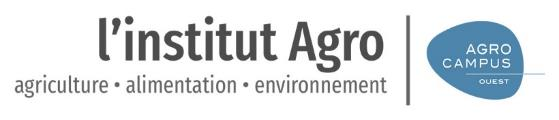 l'institut Agro
agriculture • alimentation • environnement
AGRO
CAMPUS
OUEST